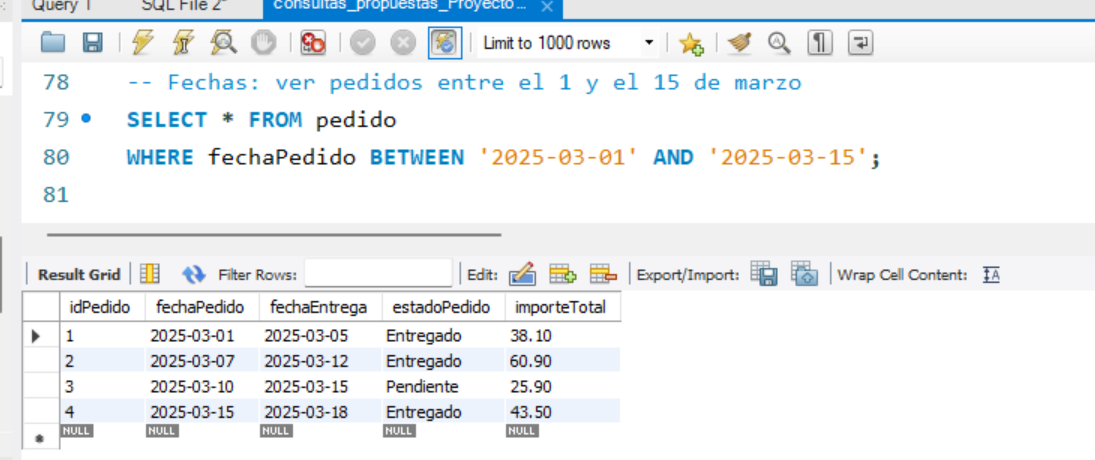 Query 1 SQL File 2* consultas_propuestas_Proyecto...
Limit to 1000 rows
78 -- Fechas: ver pedidos entre el 1 y el 15 de marzo
79 SELECT * FROM pedido
80 WHERE fechaPedido BETWEEN '2025-03-01' AND '2025-03-15';
81
Result Grid Filter Rows: Edit: Export/Import: Wrap Cell Content:
idPedido fechaPedido fechaEntrega estadoPedido importeTotal
1 2025-03-01 2025-03-05 Entregado 38.10
2 2025-03-07 2025-03-12 Entregado 60.90
3 2025-03-10 2025-03-15 Pendiente 25.90
4 2025-03-15 2025-03-18 Entregado 43.50
NULL NULL NULL NULL NULL